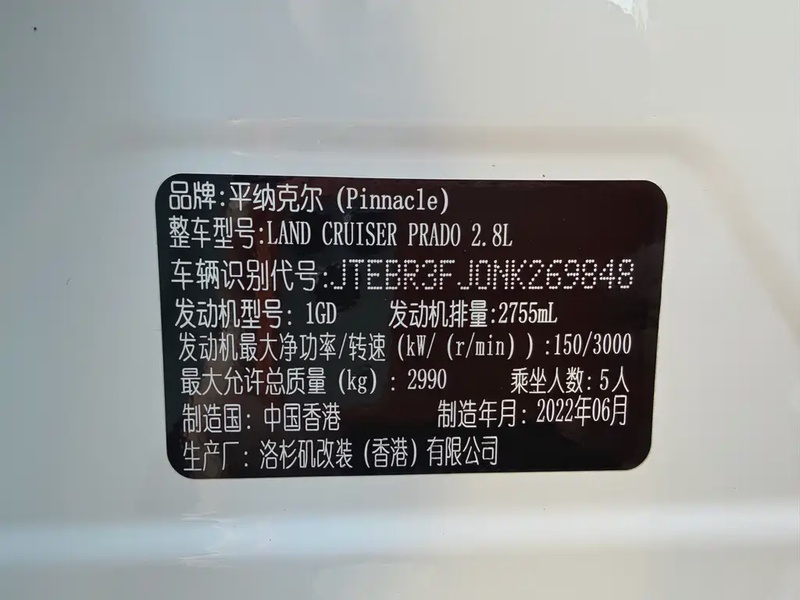 品牌:平纳克尔 (Pinnacle)
整车型号:LAND CRUISER PRADO 2.8L
车辆识别代号:JTEBR3FJ0NK269848
发动机型号: 1GD 发动机排量:2755mL
发动机最大净功率/转速 (kW/ (r/min) ) :150/3000
最大允许总质量 (kg) : 2990 乘坐人数: 5人
制造国: 中国香港 制造年月: 2022年06月
生产厂: 洛杉矶改装 (香港) 有限公司